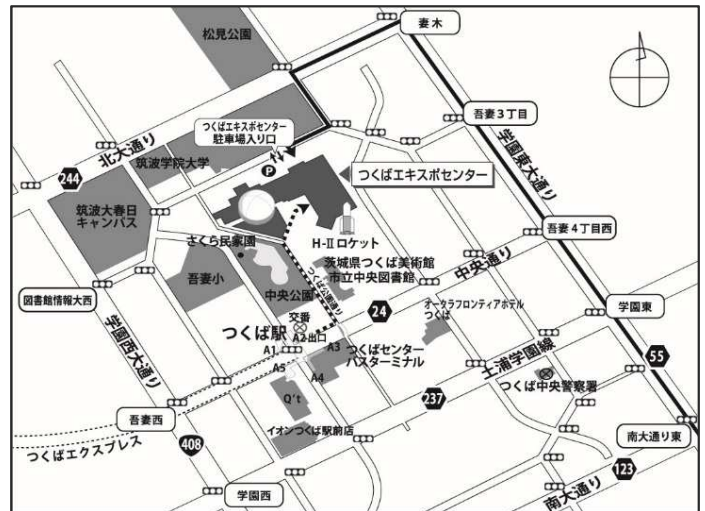 松見公園
妻木
つくばエキスポセンター
駐車場入り口
吾妻3丁目
北大通り
筑波学院大学
学園東大通り
P
244
つくばエキスポセンター
筑波大春日
キャンパス
吾妻4丁目西
さくら民家園
H-Ⅱロケット
中央通り
茨城県つくば美術館
市立中央図書館
吾妻小
中央公園
つくば公園通り
図書館情報大西
24
オークラフロンティアホテル
つくば
学園東
交番
つくば駅
A2出口
学園西大通り
A1
A3
つくばセンター
バスターミナル
土浦学園線
55
A5
A4
つくば中央警察署
Q't
237
吾妻西
408
イオンつくば駅前店
南大通り東
つくばエクスプレス
123
学園西
南大通り